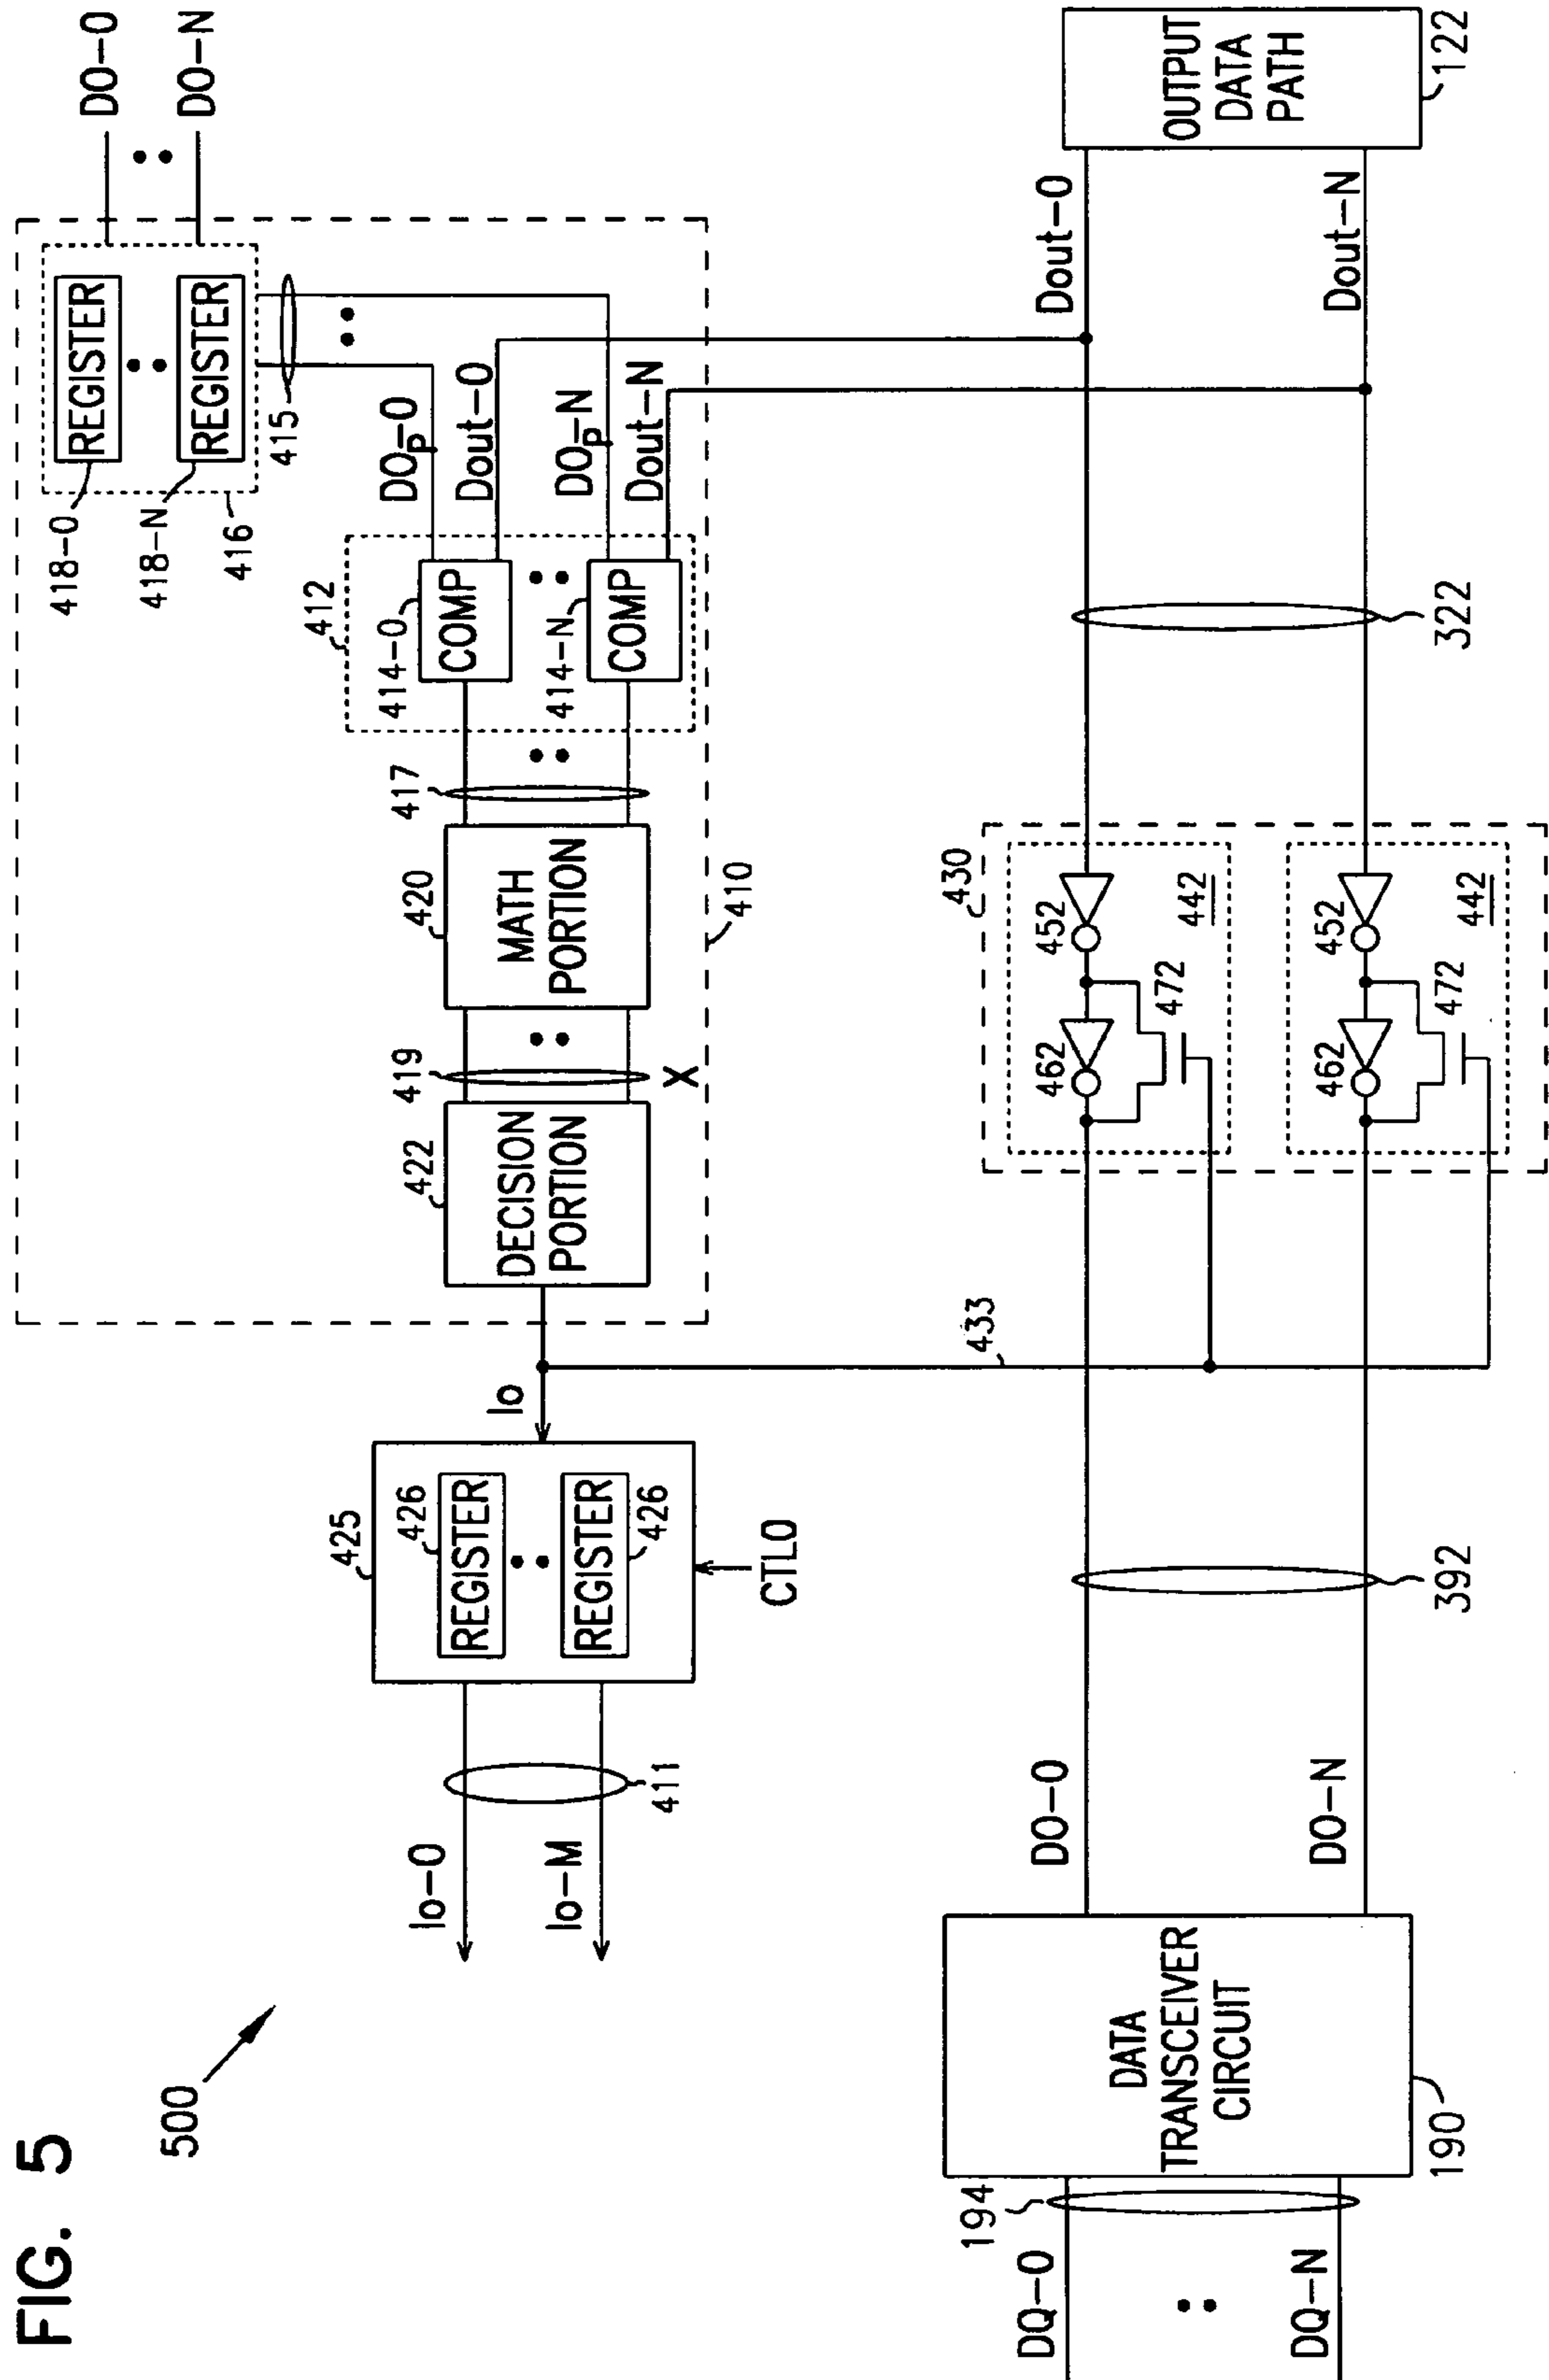 FIG. 5
500
Io-0
Io-M
411
425
426
REGISTER
REGISTER
426
CTLO
Io
433
422
DECISION
PORTION
419
X
420
MATH
PORTION
417
410
412
414-0
COMP
414-N
COMP
DOp-0
Dout-0
DOp-N
Dout-N
415
418-0
REGISTER
418-N
REGISTER
416
DO-0
DO-N
DQ-0
DQ-N
194
DATA
TRANSCEIVER
CIRCUIT
190
DO-0
DO-N
392
430
462
452
472
442
462
452
472
442
322
Dout-0
Dout-N
OUTPUT
DATA
PATH
122